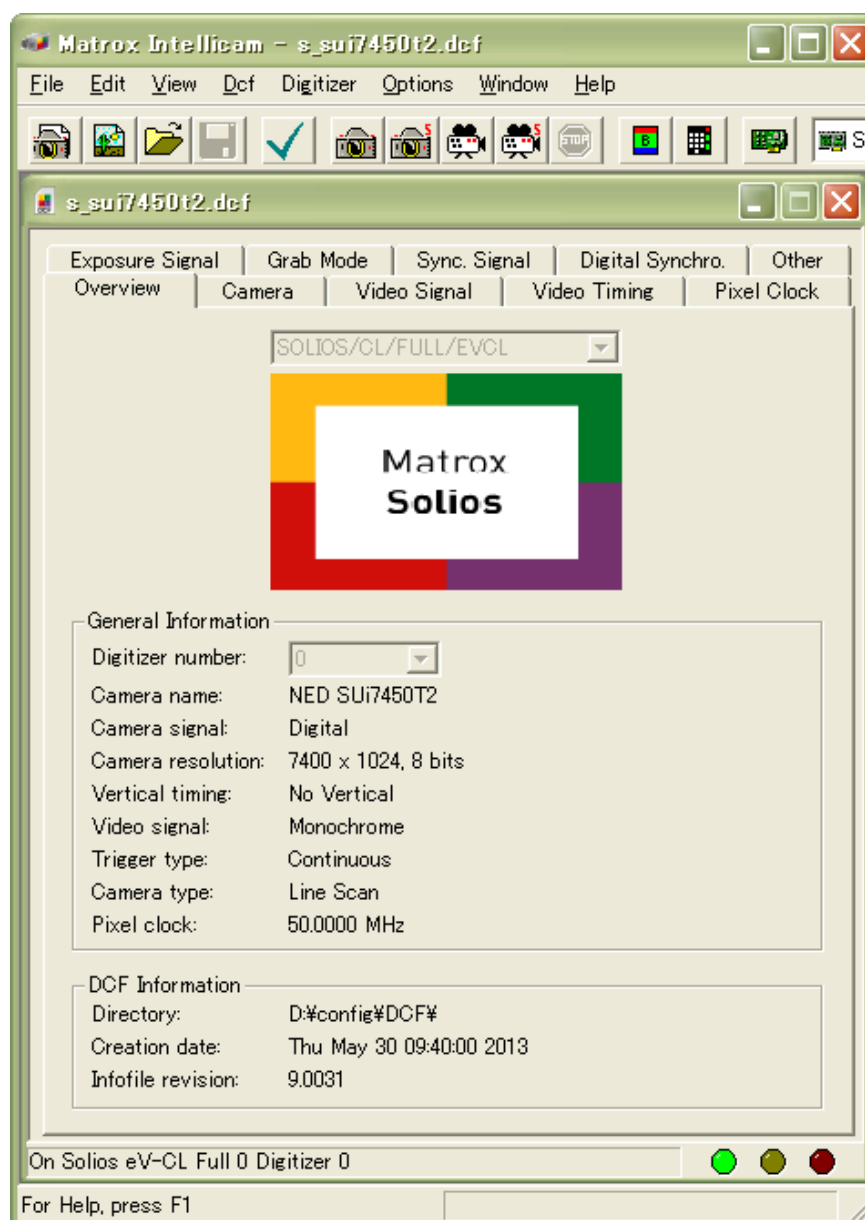 Matrox Intellicam - s_sui7450t2.dcf
File Edit View Dcf Digitizer Options Window Help
S S STOP B S
s_sui7450t2.dcf
Exposure Signal Grab Mode Sync. Signal Digital Synchro. Other
Overview Camera Video Signal Video Timing Pixel Clock
SOLIOS/CL/FULL/EVCL
Matrox
Solios
General Information
Digitizer number: 0
Camera name: NED SUi7450T2
Camera signal: Digital
Camera resolution: 7400 x 1024, 8 bits
Vertical timing: No Vertical
Video signal: Monochrome
Trigger type: Continuous
Camera type: Line Scan
Pixel clock: 50.0000 MHz
DCF Information
Directory: D:¥config¥DCF¥
Creation date: Thu May 30 09:40:00 2013
Infofile revision: 9.0031
On Solios eV-CL Full 0 Digitizer 0
For Help, press F1